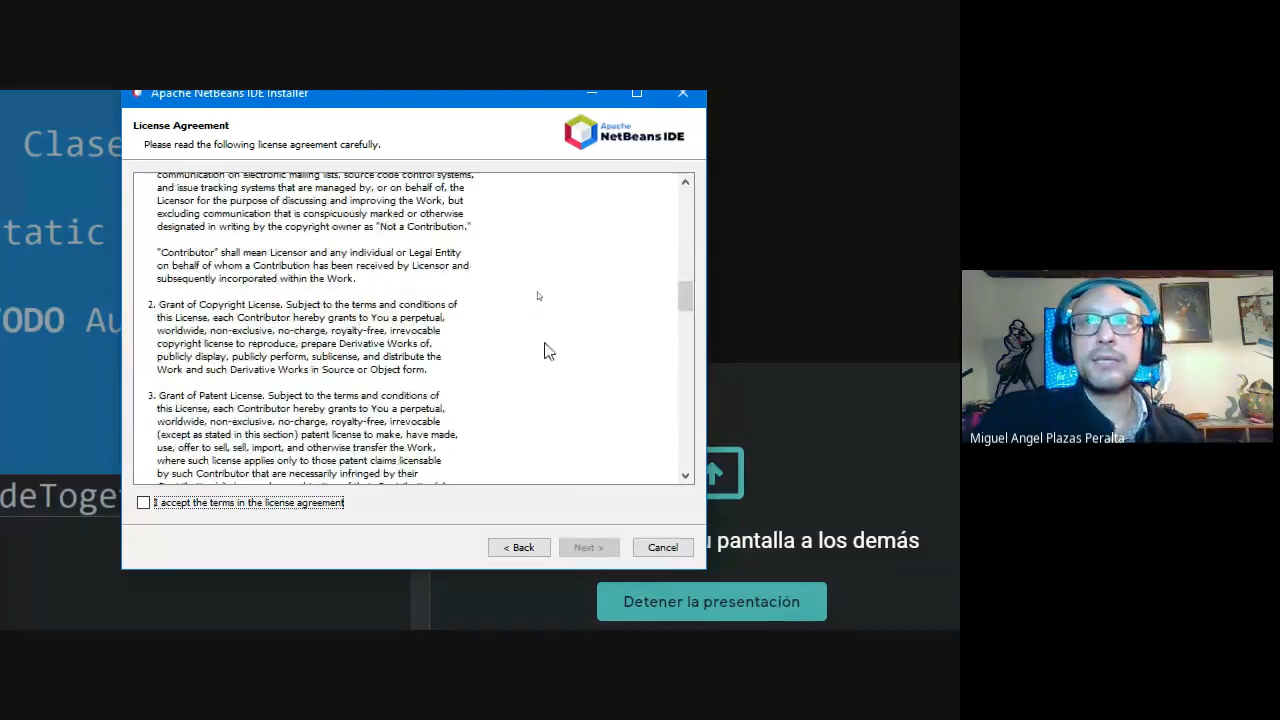 Apache NetBeans IDE Installer
License Agreement
Please read the following license agreement carefully.
Apache
NetBeans IDE
communication on electronic mailing lists, source code control systems,
and issue tracking systems that are managed by, or on behalf of, the
Licensor for the purpose of discussing and improving the Work, but
excluding communication that is conspicuously marked or otherwise
designated in writing by the copyright owner as "Not a Contribution."
"Contributor" shall mean Licensor and any individual or Legal Entity
on behalf of whom a Contribution has been received by Licensor and
subsequently incorporated within the Work.
2. Grant of Copyright License. Subject to the terms and conditions of
this License, each Contributor hereby grants to You a perpetual,
worldwide, non-exclusive, no-charge, royalty-free, irrevocable
copyright license to reproduce, prepare Derivative Works of,
publicly display, publicly perform, sublicense, and distribute the
Work and such Derivative Works in Source or Object form.
3. Grant of Patent License. Subject to the terms and conditions of
this License, each Contributor hereby grants to You a perpetual,
worldwide, non-exclusive, no-charge, royalty-free, irrevocable
(except as stated in this section) patent license to make, have made,
use, offer to sell, sell, import, and otherwise transfer the Work,
where such license applies only to those patent claims licensable
by such Contributor that are necessarily infringed by their
I accept the terms in the license agreement
< Back
Next >
Cancel
Clase
tatic
TODO Au
deToge
u pantalla a los demás
Detener la presentación
Miguel Angel Plazas Peralta